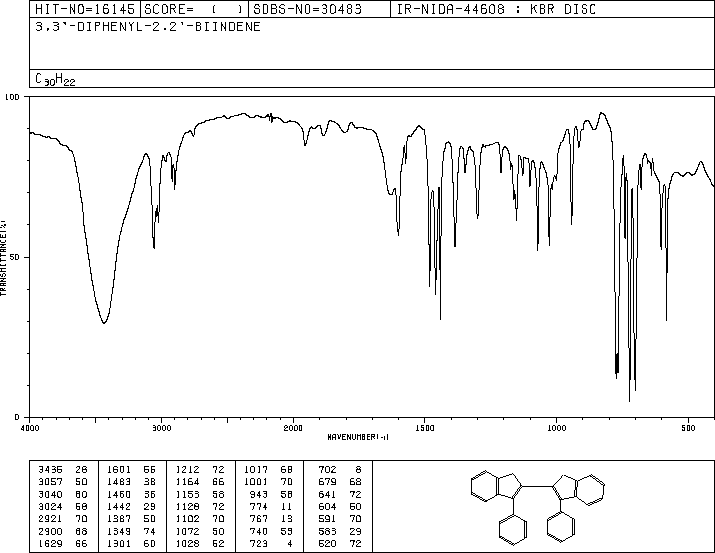 HIT-NO=16145 SCORE= ( ) SDBS-NO=30483 IR-NIDA-44608 : KBR DISC
3,3'-DIPHENYL-2,2'-BIINDENE
C30H22
100
50
0
TRANSMITTANCE(%)
4000 3000 2000 1500 1000 500
WAVENUMBER(-1)
3435 28 1601 55 1212 72 1017 68 702 8
3057 50 1483 38 1164 66 1001 70 679 68
3040 60 1460 36 1153 58 943 58 641 72
3024 58 1442 29 1128 72 774 11 604 50
2921 70 1387 50 1102 70 767 13 591 70
2900 68 1349 74 1072 50 740 53 583 29
1629 66 1301 60 1028 52 723 4 520 72